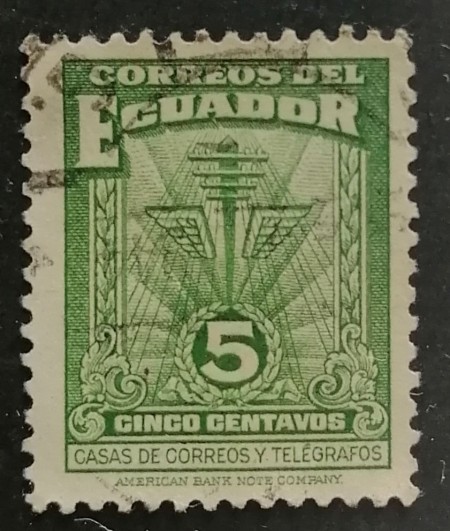 CORREOS DEL
ECUADOR
5
CINCO CENTAVOS
CASAS DE CORREOS Y TELÉGRAFOS
AMERICAN BANK NOTE COMPANY.